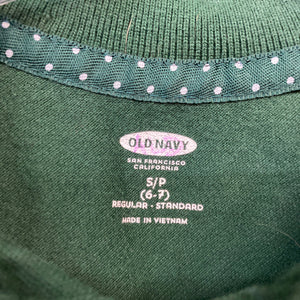 OLD NAVY
SAN FRANCISCO
CALIFORNIA
S/P
(6-7)
REGULAR · STANDARD
MADE IN VIETNAM